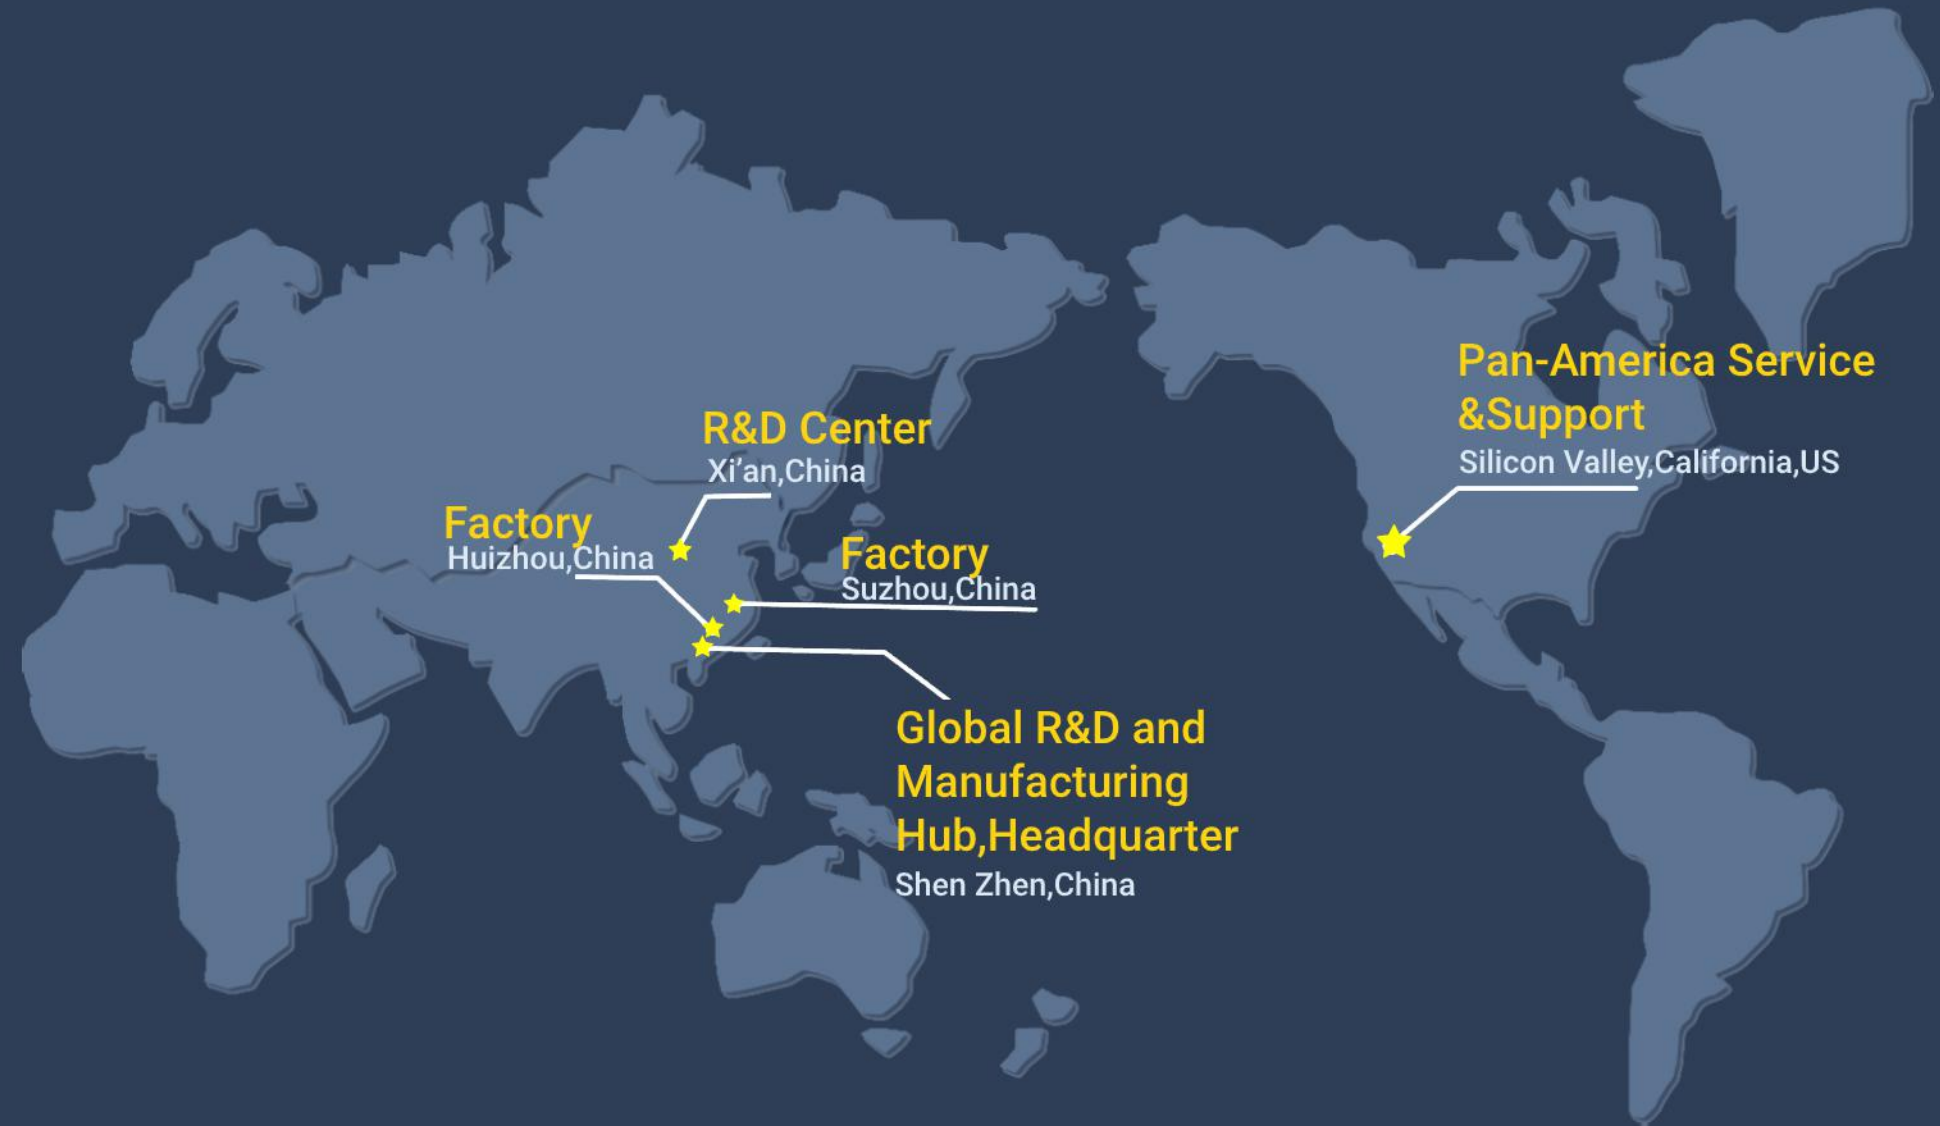 Pan-America Service
&Support
Silicon Valley,California,US
R&D Center
Xi’an,China
Factory
Huizhou,China
Factory
Suzhou,China
Global R&D and
Manufacturing
Hub,Headquarter
Shen Zhen,China